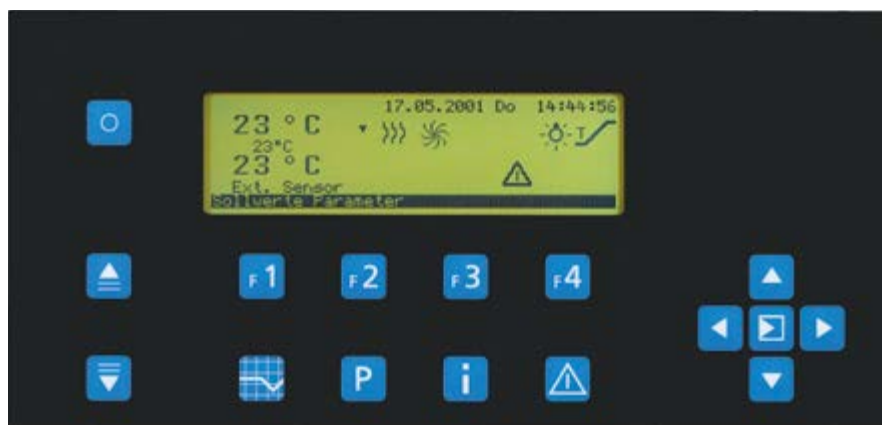 17.05.2001 Do 14:44:56
23 °C
23°C
23 °C
Ext. Sensor
Sollwerte Parameter
T
F1 F2 F3 F4
P i